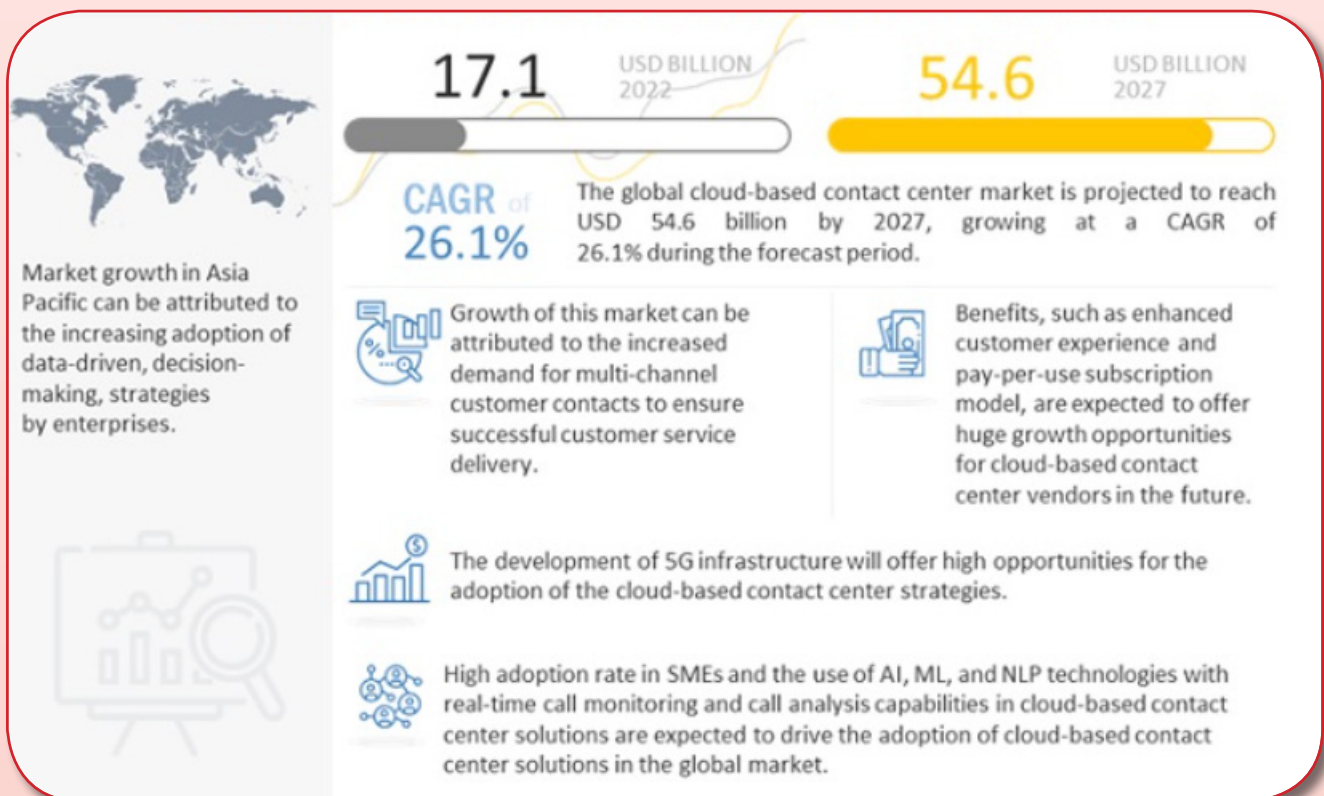 17.1
USD BILLION
2022
54.6
USD BILLION
2027
CAGR of
26.1%
The global cloud-based contact center market is projected to reach
USD 54.6 billion by 2027, growing at a CAGR of
26.1% during the forecast period.
Market growth in Asia
Pacific can be attributed to
the increasing adoption of
data-driven, decision-
making, strategies
by enterprises.
Growth of this market can be
attributed to the increased
demand for multi-channel
customer contacts to ensure
successful customer service
delivery.
Benefits, such as enhanced
customer experience and
pay-per-use subscription
model, are expected to offer
huge growth opportunities
for cloud-based contact
center vendors in the future.
The development of 5G infrastructure will offer high opportunities for the
adoption of the cloud-based contact center strategies.
High adoption rate in SMEs and the use of AI, ML, and NLP technologies with
real-time call monitoring and call analysis capabilities in cloud-based contact
center solutions are expected to drive the adoption of cloud-based contact
center solutions in the global market.